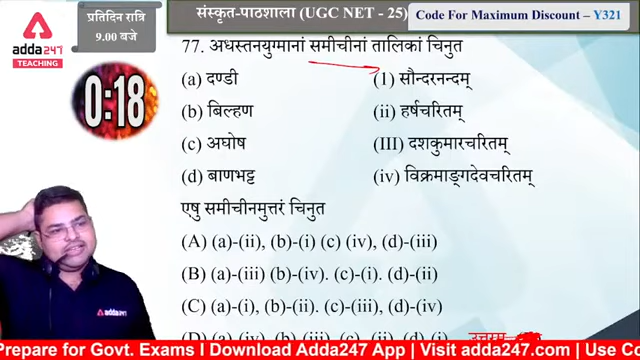 adda 247
TEACHING
प्रतिदिन रात्रि
9.00 बजे
संस्कृत-पाठशाला (UGC NET - 25)
Code For Maximum Discount – Y321
77. अधस्तनयुग्मानां समीचीनां तालिकां चिनुत
0:18
(a) दण्डी (1) सौन्दरनन्दम्
(b) बिल्हण (ii) हर्षचरितम्
(c) अघोष (III) दशकुमारचरितम्
(d) बाणभट्ट (iv) विक्रमाङ्गदेवचरितम्
एषु समीचीनमुत्तरं चिनुत
(A) (a)-(ii), (b)-(i) (c) (iv), (d)-(iii)
(B) (a)-(iii) (b)-(iv). (c)-(i). (d)-(ii)
(C) (a)-(i), (b)-(ii). (c)-(iii), (d)-(iv)
adda247
Prepare for Govt. Exams I Download Adda247 App | Visit adda247.com | Use Co